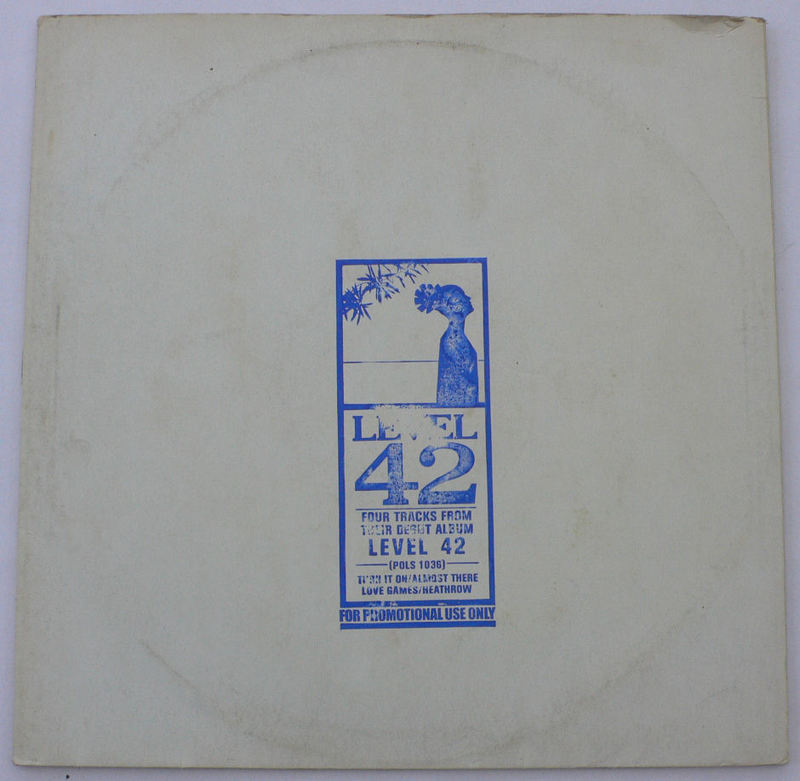 LEVEL
42
FOUR TRACKS FROM
THEIR DEBUT ALBUM
LEVEL 42
(POLS 1036)
TURN IT ON/ALMOST THERE
LOVE GAMES/HEATHROW
FOR PROMOTIONAL USE ONLY